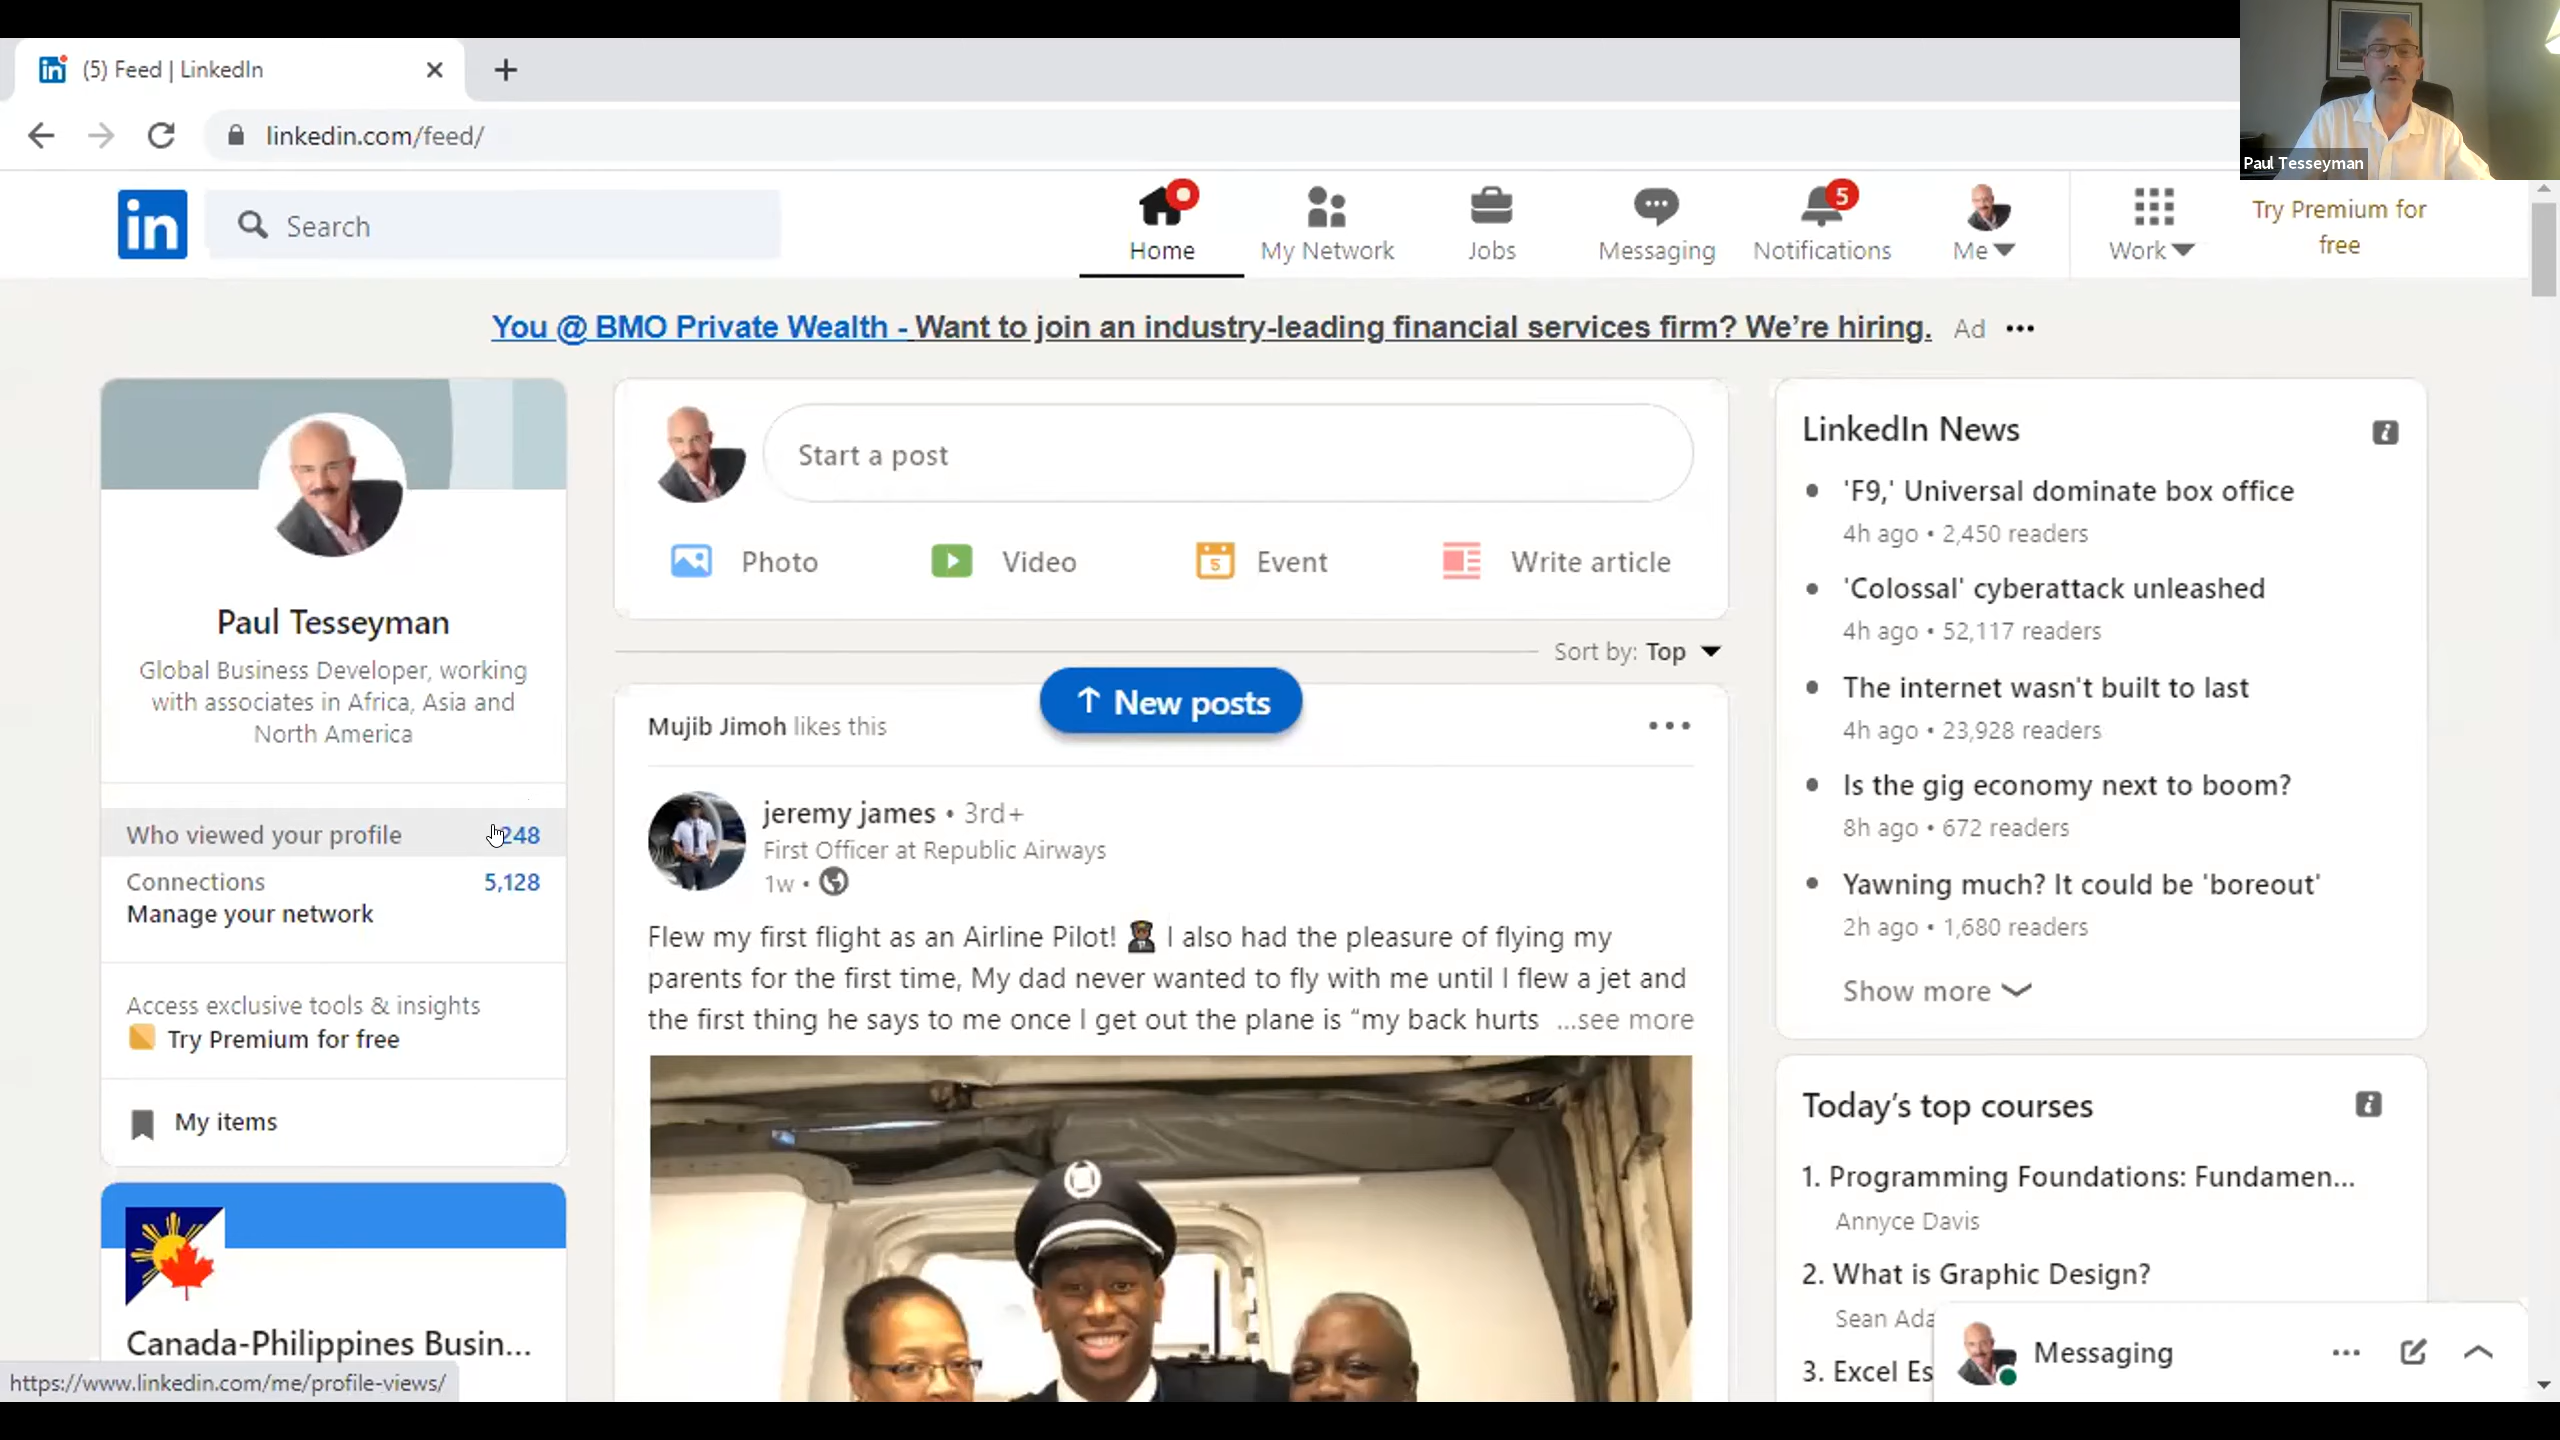 (5) Feed | LinkedIn
linkedin.com/feed/
Paul Tesseyman
in
Search
Home
My Network
Jobs
Messaging
5
Notifications
Me
Work
Try Premium for
free
You @ BMO Private Wealth - Want to join an industry-leading financial services firm? We're hiring. Ad
Paul Tesseyman
Global Business Developer, working
with associates in Africa, Asia and
North America
Who viewed your profile 248
Connections 5,128
Manage your network
Access exclusive tools & insights
Try Premium for free
My items
Canada-Philippines Busin...
https://www.linkedin.com/me/profile-views/
Start a post
Photo
Video
5
Event
Write article
Sort by: Top
New posts
Mujib Jimoh likes this
jeremy james • 3rd+
First Officer at Republic Airways
1w •
Flew my first flight as an Airline Pilot! I also had the pleasure of flying my
parents for the first time, My dad never wanted to fly with me until I flew a jet and
the first thing he says to me once I get out the plane is “my back hurts ...see more
LinkedIn News
'F9,' Universal dominate box office
4h ago • 2,450 readers
'Colossal' cyberattack unleashed
4h ago • 52,117 readers
The internet wasn't built to last
4h ago • 23,928 readers
Is the gig economy next to boom?
8h ago • 672 readers
Yawning much? It could be 'boreout'
2h ago • 1,680 readers
Show more
Today’s top courses
1. Programming Foundations: Fundamen...
Annyce Davis
2. What is Graphic Design?
Sean Ada
3. Excel Es
Messaging